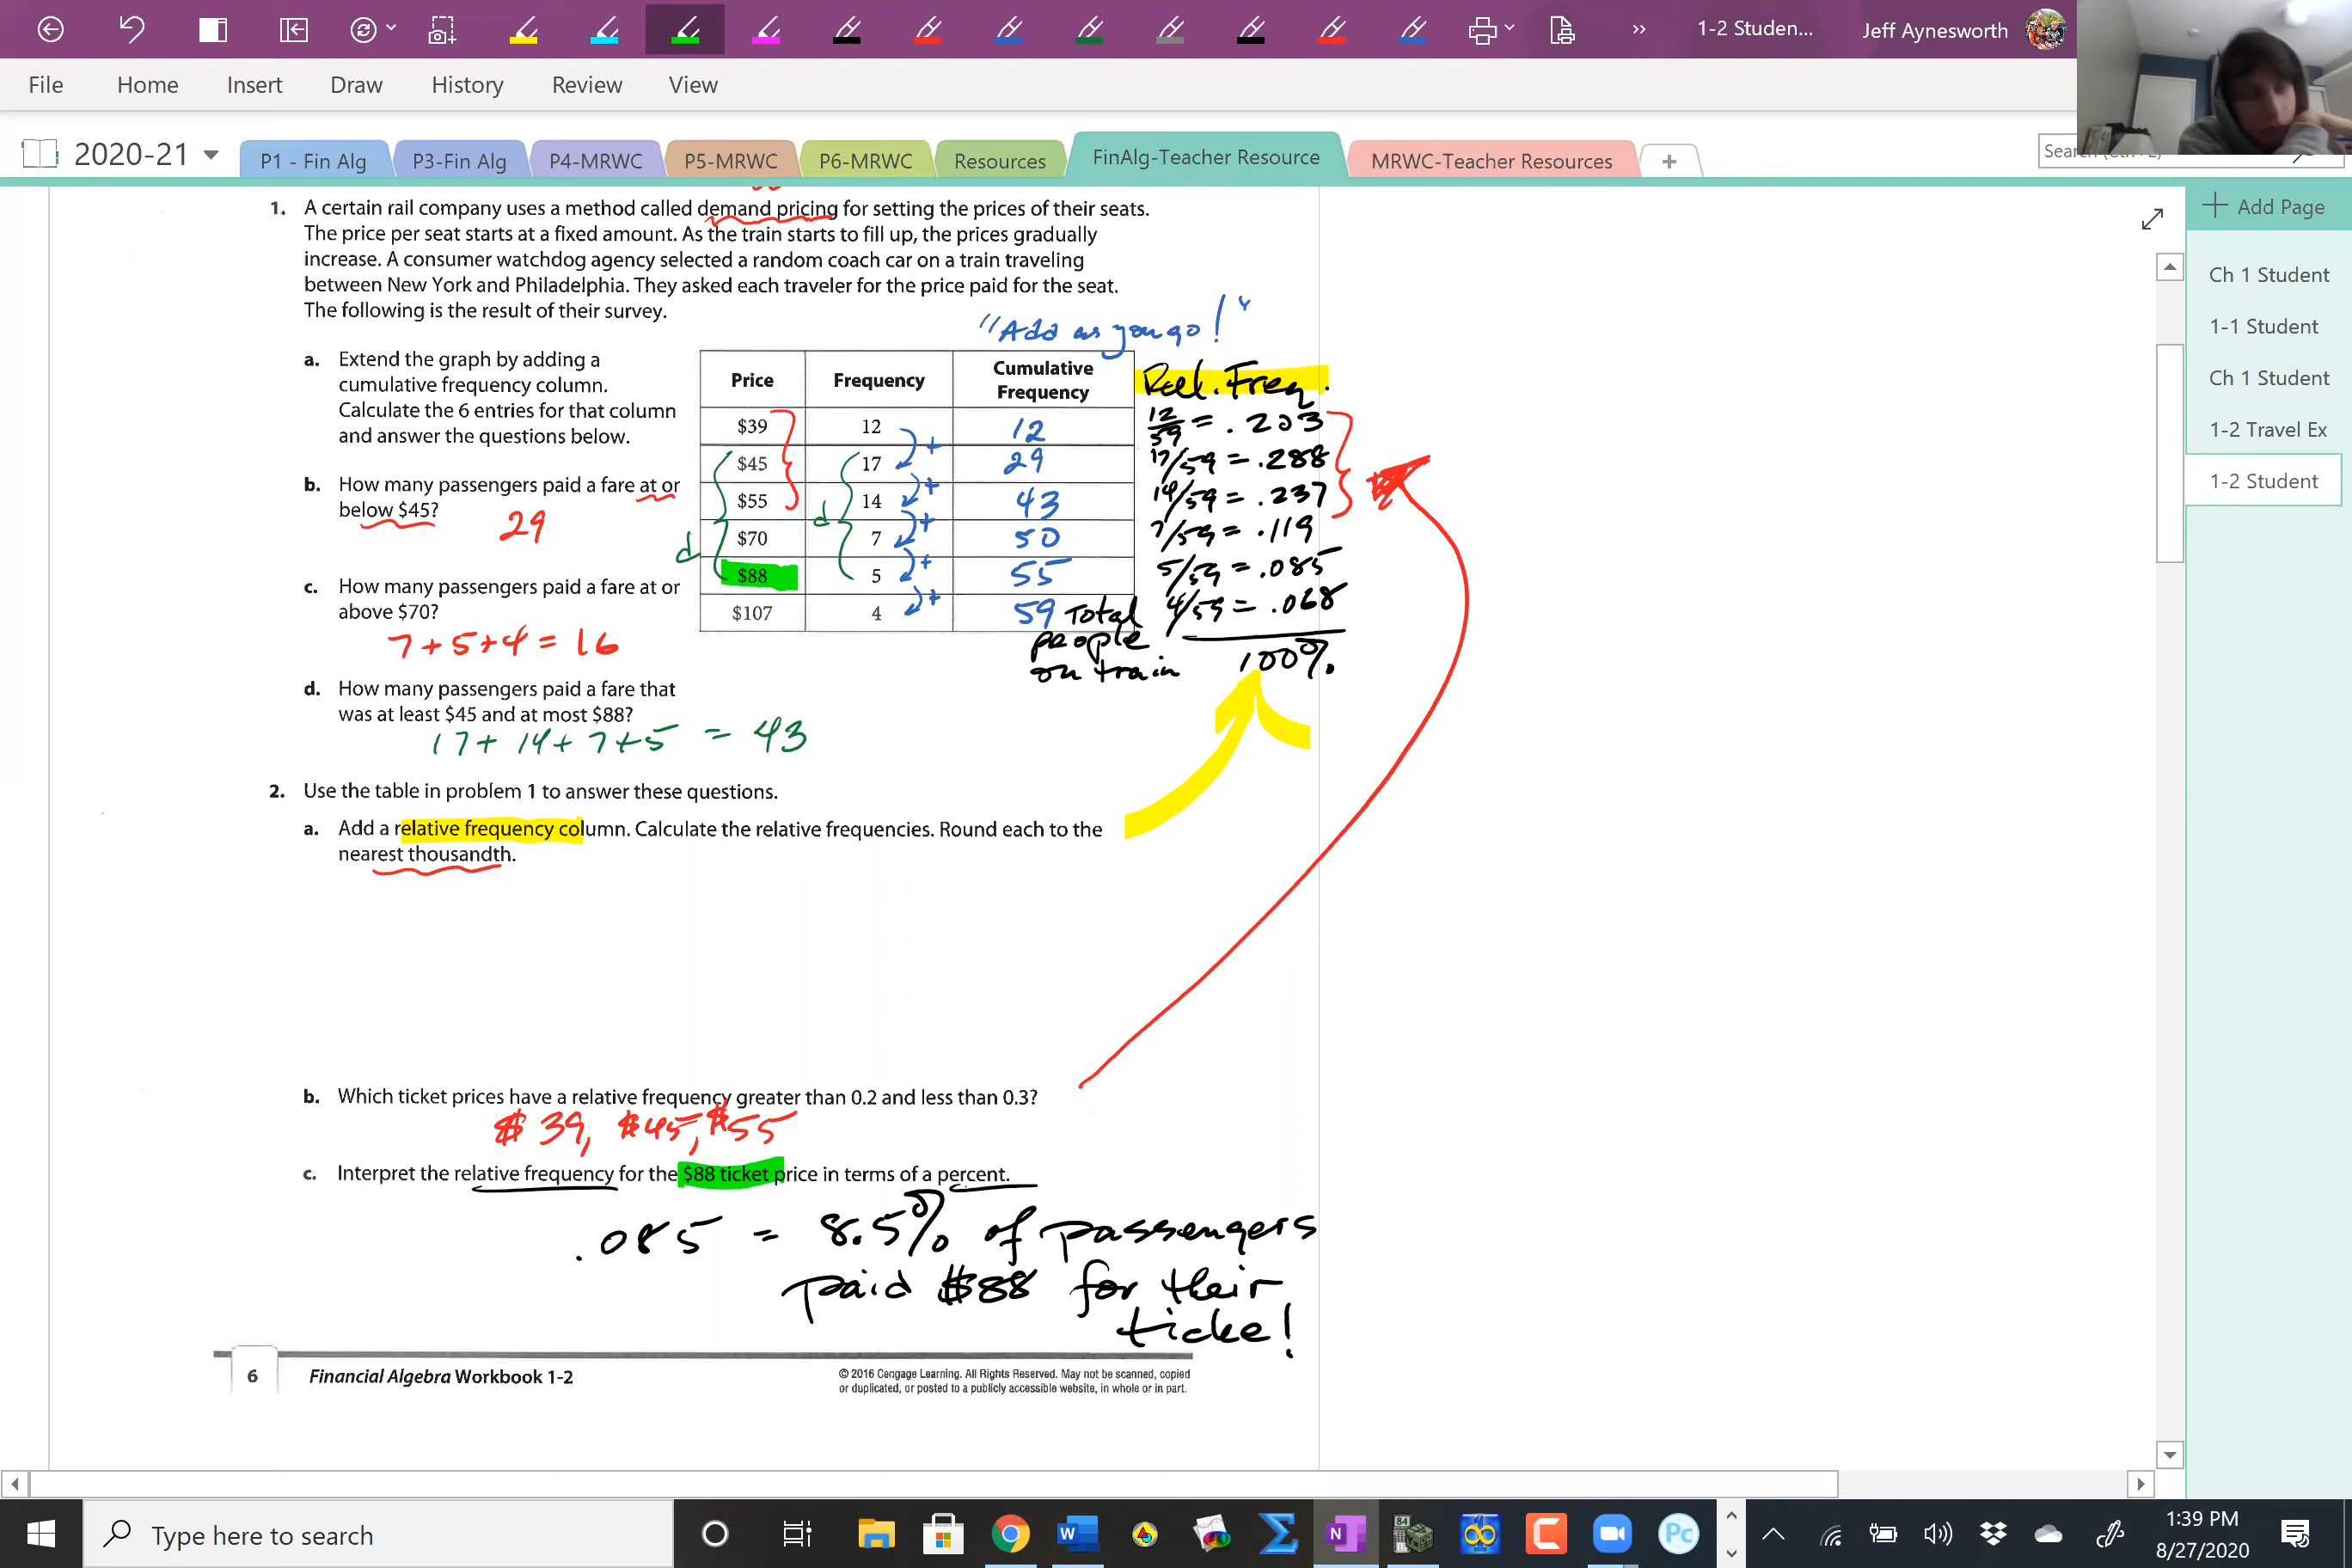 1-2 Studen...
Jeff Aynesworth
File Home Insert Draw History Review View
2020-21
P1 - Fin Alg P3-Fin Alg P4-MRWC P5-MRWC P6-MRWC Resources FinAlg-Teacher Resource MRWC-Teacher Resources +
Add Page
Ch 1 Student
1-1 Student
Ch 1 Student
1-2 Travel Ex
1-2 Student
1. A certain rail company uses a method called demand pricing for setting the prices of their seats.
The price per seat starts at a fixed amount. As the train starts to fill up, the prices gradually
increase. A consumer watchdog agency selected a random coach car on a train traveling
between New York and Philadelphia. They asked each traveler for the price paid for the seat.
The following is the result of their survey.
"Add as you go!"
a. Extend the graph by adding a
cumulative frequency column.
Calculate the 6 entries for that column
and answer the questions below.
b. How many passengers paid a fare at or
below $45?
29
c. How many passengers paid a fare at or
above $70?
7+5+4 = 16
d. How many passengers paid a fare that
was at least $45 and at most $88?
17+ 14+ 7+5 = 43
Price Frequency Cumulative Frequency Rel. Freq.
$39 12 12 12/59 = .203
$45 17 + 29 17/59 = .288
$55 14 + 43 14/59 = .237
d $70 d 7 + 50 7/59 = .119
$88 5 + 55 5/59 = .085
$107 4 + 59 Total 4/59 = .068
people
on train 100%
2. Use the table in problem 1 to answer these questions.
a. Add a relative frequency column. Calculate the relative frequencies. Round each to the
nearest thousandth.
b. Which ticket prices have a relative frequency greater than 0.2 and less than 0.3?
$39, $45, $55
c. Interpret the relative frequency for the $88 ticket price in terms of a percent.
.085 = 8.5% of passengers
paid $88 for their
ticke!
6 Financial Algebra Workbook 1-2
© 2016 Cengage Learning. All Rights Reserved. May not be scanned, copied
or duplicated, or posted to a publicly accessible website, in whole or in part.
Type here to search
1:39 PM
8/27/2020